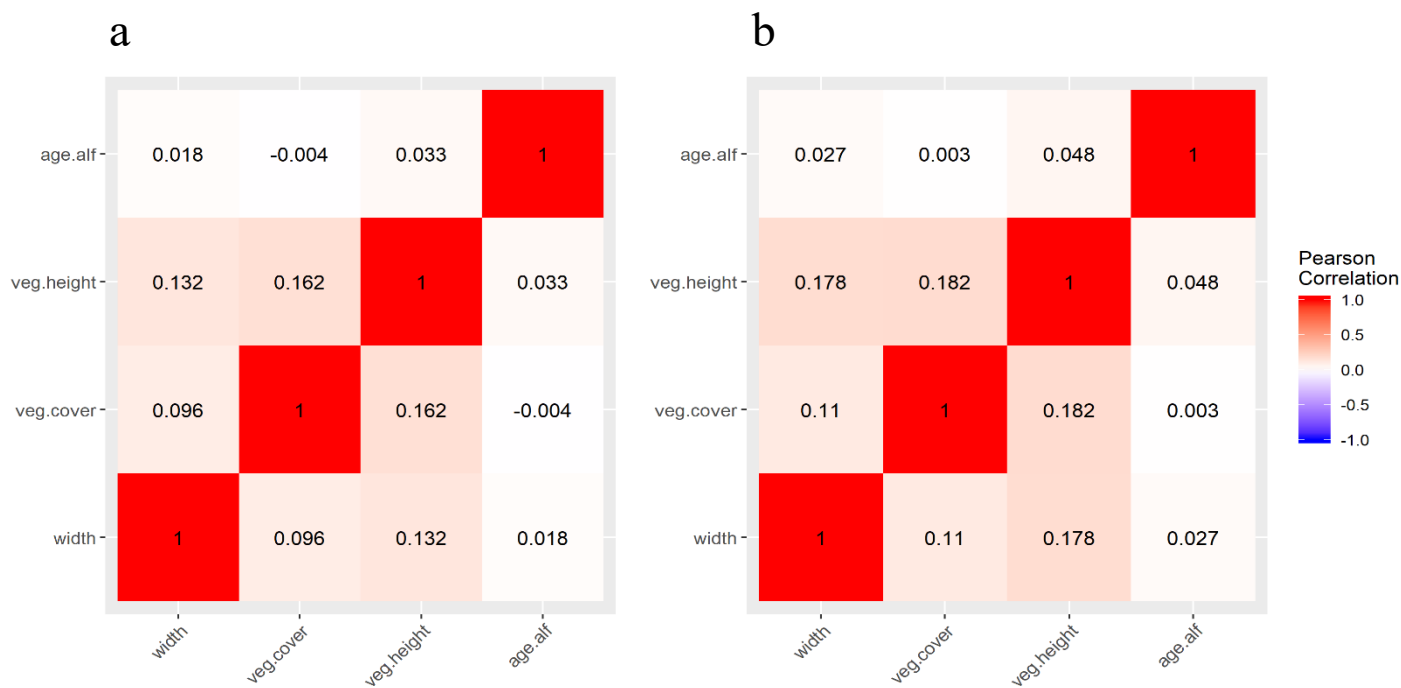 a
age.alf
0.018 -0.004 0.033 1
veg.height
0.132 0.162 1 0.033
veg.cover
0.096 1 0.162 -0.004
width
1 0.096 0.132 0.018
width veg.cover veg.height age.alf
b
age.alf
0.027 0.003 0.048 1
veg.height
0.178 0.182 1 0.048
veg.cover
0.11 1 0.182 0.003
width
1 0.11 0.178 0.027
width veg.cover veg.height age.alf
Pearson
Correlation
1.0
0.5
0.0
-0.5
-1.0